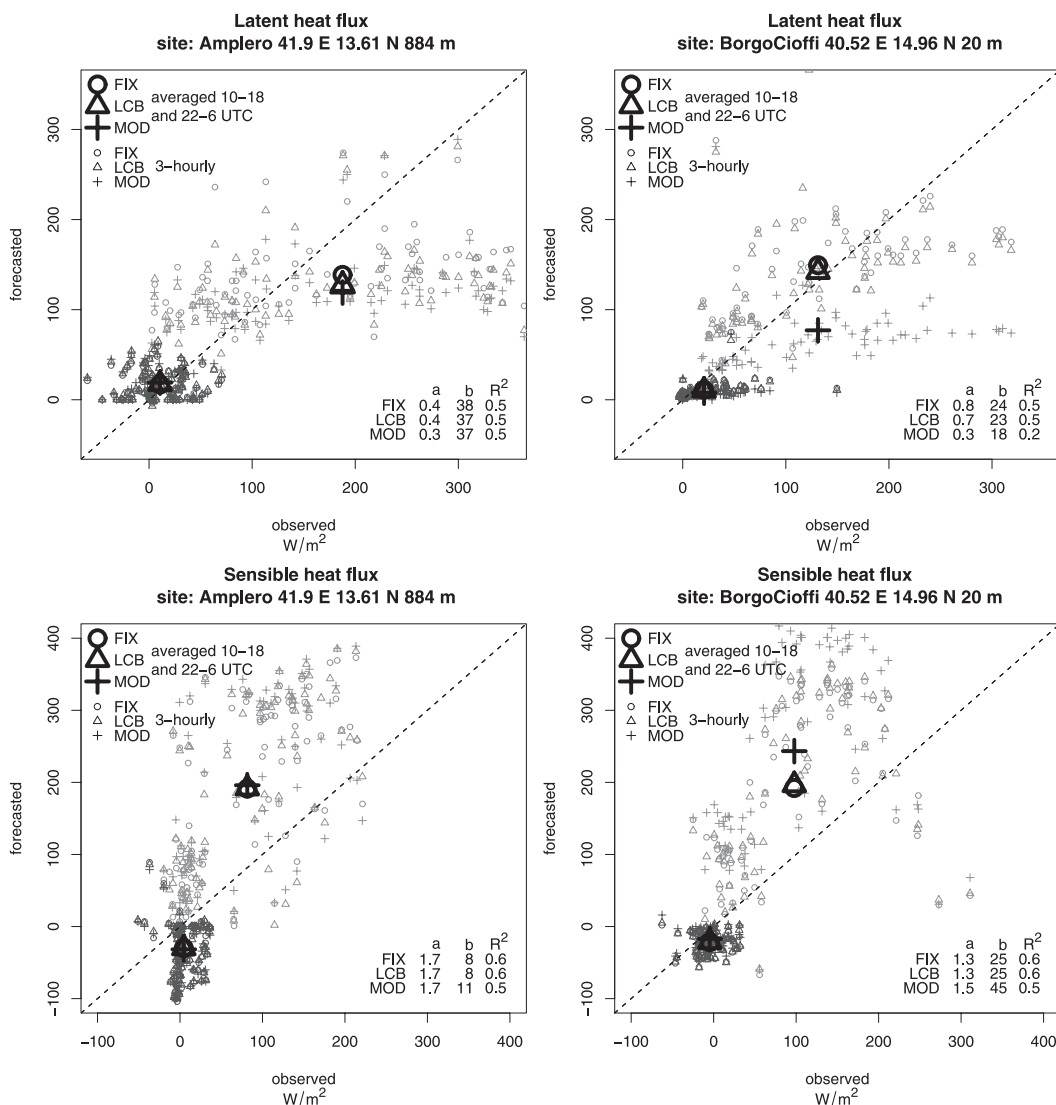 Latent heat flux
site: Amplero 41.9 E 13.61 N 884 m
FIX
LCB averaged 10−18
and 22−6 UTC
MOD
FIX
LCB 3−hourly
MOD
300
200
100
0
forecasted
a b R²
FIX 0.4 38 0.5
LCB 0.4 37 0.5
MOD 0.3 37 0.5
0 100 200 300
observed
W/m²
Latent heat flux
site: BorgoCioffi 40.52 E 14.96 N 20 m
FIX
LCB averaged 10−18
and 22−6 UTC
MOD
FIX
LCB 3−hourly
MOD
300
200
100
0
forecasted
a b R²
FIX 0.8 24 0.5
LCB 0.7 23 0.5
MOD 0.3 18 0.2
0 100 200 300
observed
W/m²
Sensible heat flux
site: Amplero 41.9 E 13.61 N 884 m
FIX
LCB averaged 10−18
and 22−6 UTC
MOD
FIX
LCB 3−hourly
MOD
400
300
200
100
0
−100
forecasted
a b R²
FIX 1.7 8 0.6
LCB 1.7 8 0.6
MOD 1.7 11 0.5
−100 0 100 200 300 400
observed
W/m²
Sensible heat flux
site: BorgoCioffi 40.52 E 14.96 N 20 m
FIX
LCB averaged 10−18
and 22−6 UTC
MOD
FIX
LCB 3−hourly
MOD
400
300
200
100
0
−100
forecasted
a b R²
FIX 1.3 25 0.6
LCB 1.3 25 0.6
MOD 1.5 45 0.5
−100 0 100 200 300 400
observed
W/m²